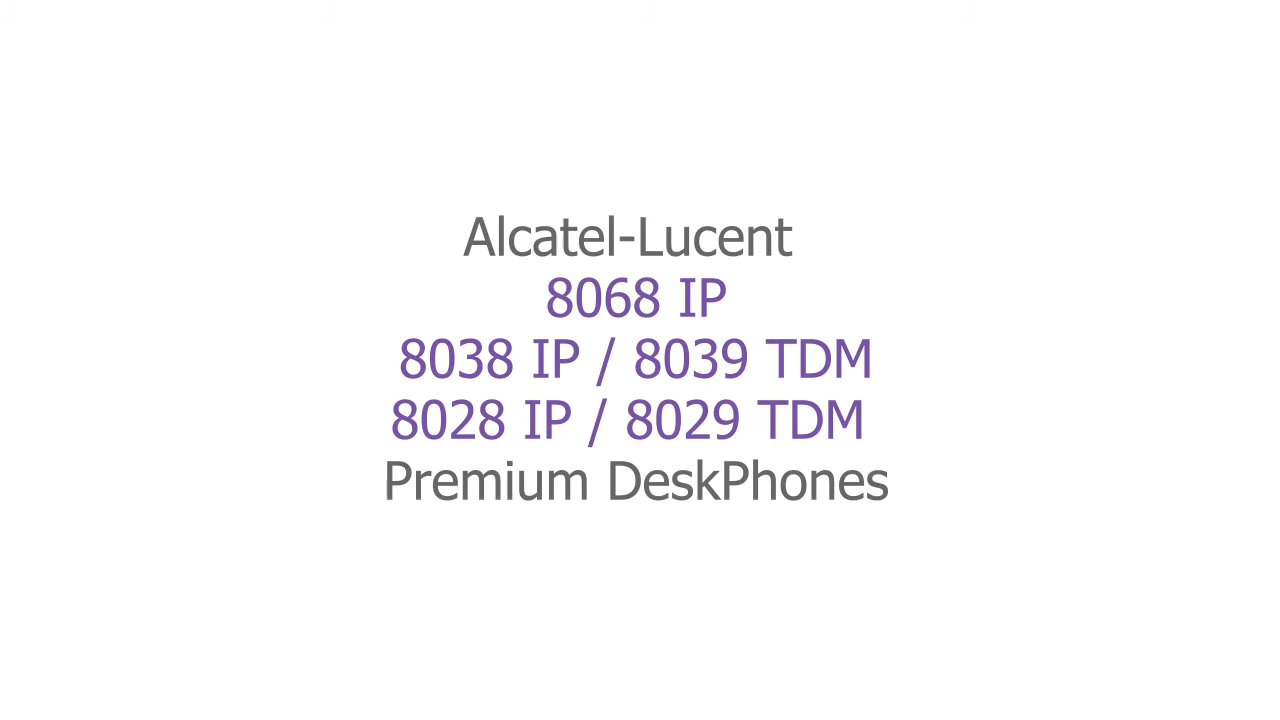 Alcatel-Lucent
8068 IP
8038 IP / 8039 TDM
8028 IP / 8029 TDM
Premium DeskPhones